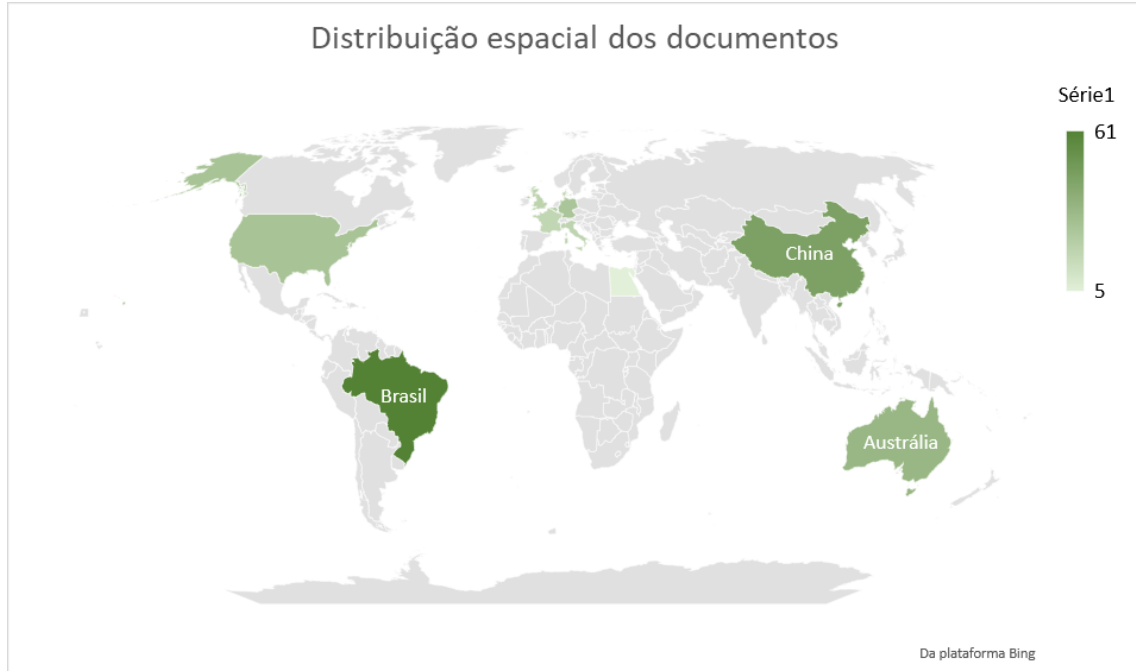 Distribuição espacial dos documentos
Série1
61
5
China
Brasil
Austrália
Da plataforma Bing